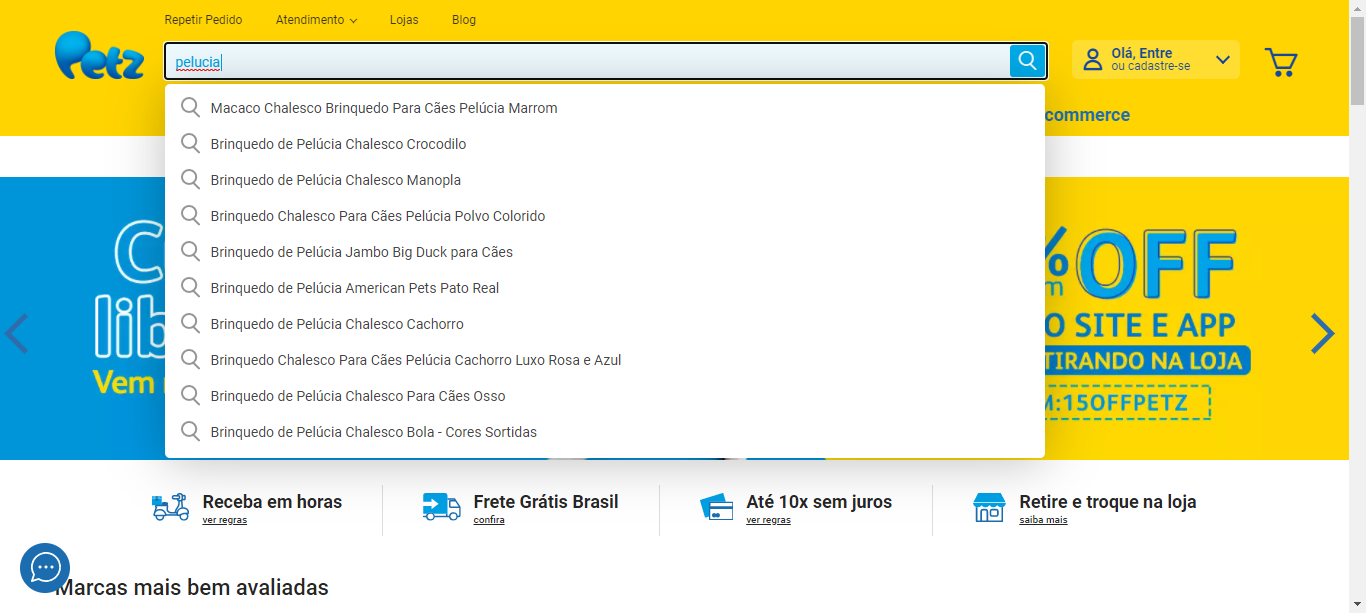 Repetir Pedido Atendimento Lojas Blog
Petz
pelucia
Olá, Entre
ou cadastre-se
commerce
Macaco Chalesco Brinquedo Para Cães Pelúcia Marrom
Brinquedo de Pelúcia Chalesco Crocodilo
Brinquedo de Pelúcia Chalesco Manopla
Brinquedo Chalesco Para Cães Pelúcia Polvo Colorido
Brinquedo de Pelúcia Jambo Big Duck para Cães
Brinquedo de Pelúcia American Pets Pato Real
Brinquedo de Pelúcia Chalesco Cachorro
Brinquedo Chalesco Para Cães Pelúcia Cachorro Luxo Rosa e Azul
Brinquedo de Pelúcia Chalesco Para Cães Osso
Brinquedo de Pelúcia Chalesco Bola - Cores Sortidas
Vem
% OFF
O SITE E APP
TIRANDO NA LOJA
M:15OFFPETZ
Receba em horas
ver regras
Frete Grátis Brasil
confira
Até 10x sem juros
ver regras
Retire e troque na loja
saiba mais
Marcas mais bem avaliadas